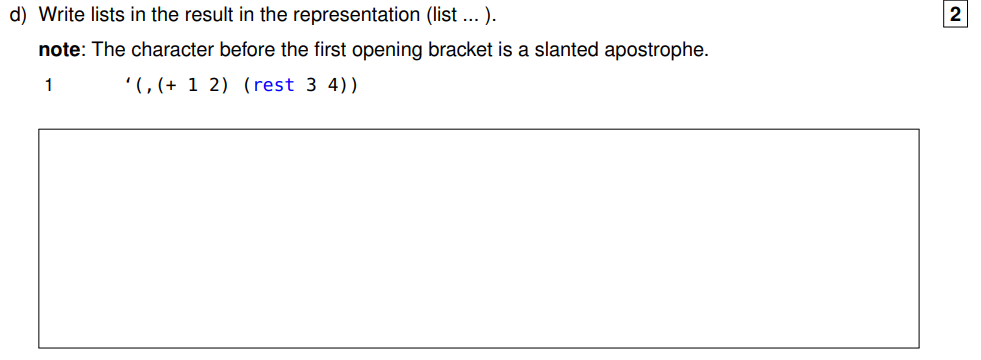 d) Write lists in the result in the representation (list ... ). 2
note: The character before the first opening bracket is a slanted apostrophe.
1 ‘(,(+ 1 2) (rest 3 4))